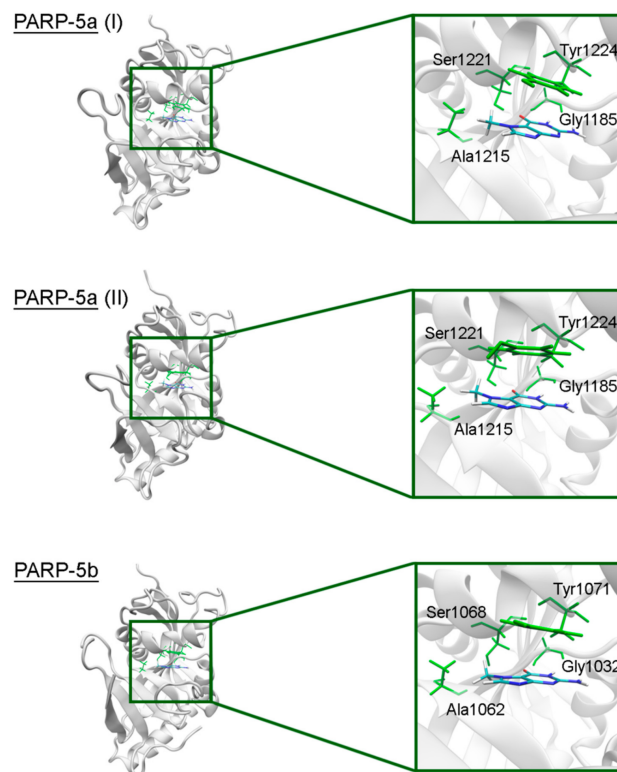 PARP-5a (I)
Tyr1224
Ser1221
Gly1185
Ala1215
PARP-5a (II)
Tyr1224
Ser1221
Gly1185
Ala1215
PARP-5b
Tyr1071
Ser1068
Gly1032
Ala1062